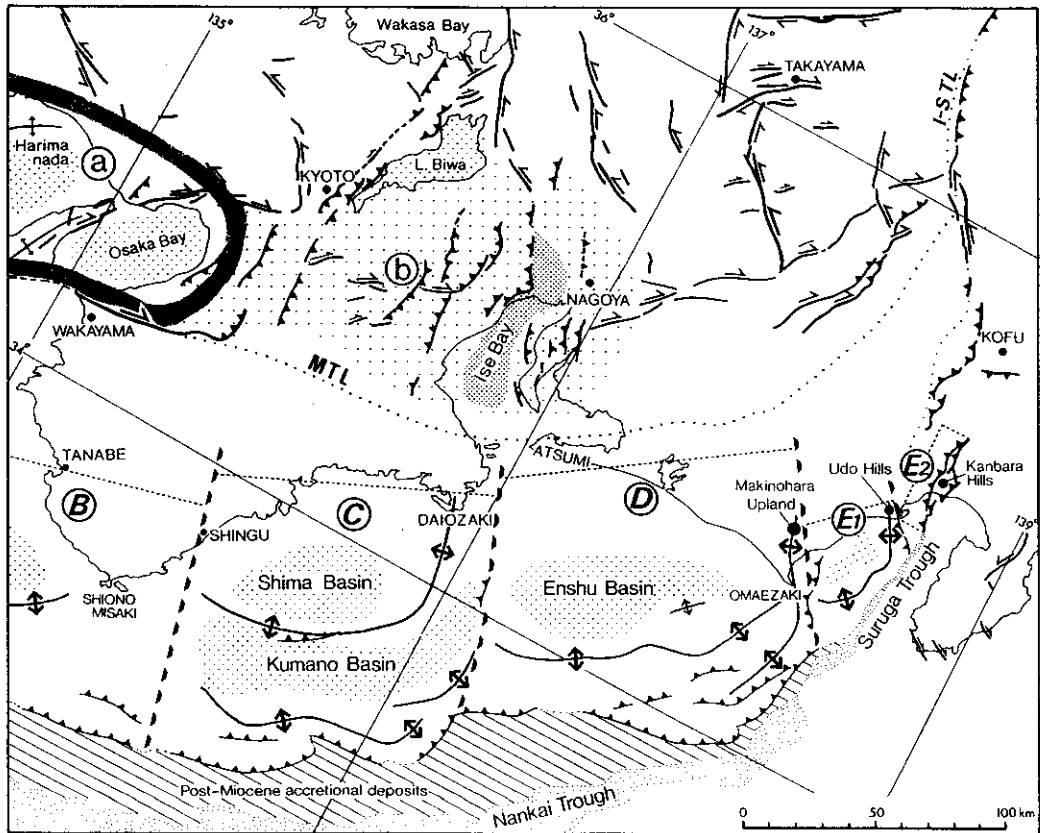 135°
Wakasa Bay
36°
137°
TAKAYAMA
I-STL
Harima
nada
a
KYOTO
L. Biwa
Osaka Bay
b
NAGOYA
WAKAYAMA
Ise Bay
KOFU
34°
MTL
TANABE
ATSUMI
Udo Hills
E2
Kanbara
Hills
B
C
D
Makinohara
Upland
E1
DAIOZAKI
SHINGU
139°
Shima Basin
Enshu Basin
OMAEZAKI
SHIONO
MISAKI
Suruga Trough
Kumano Basin
Post-Miocene accretional deposits
Nankai Trough
0 50 100 km